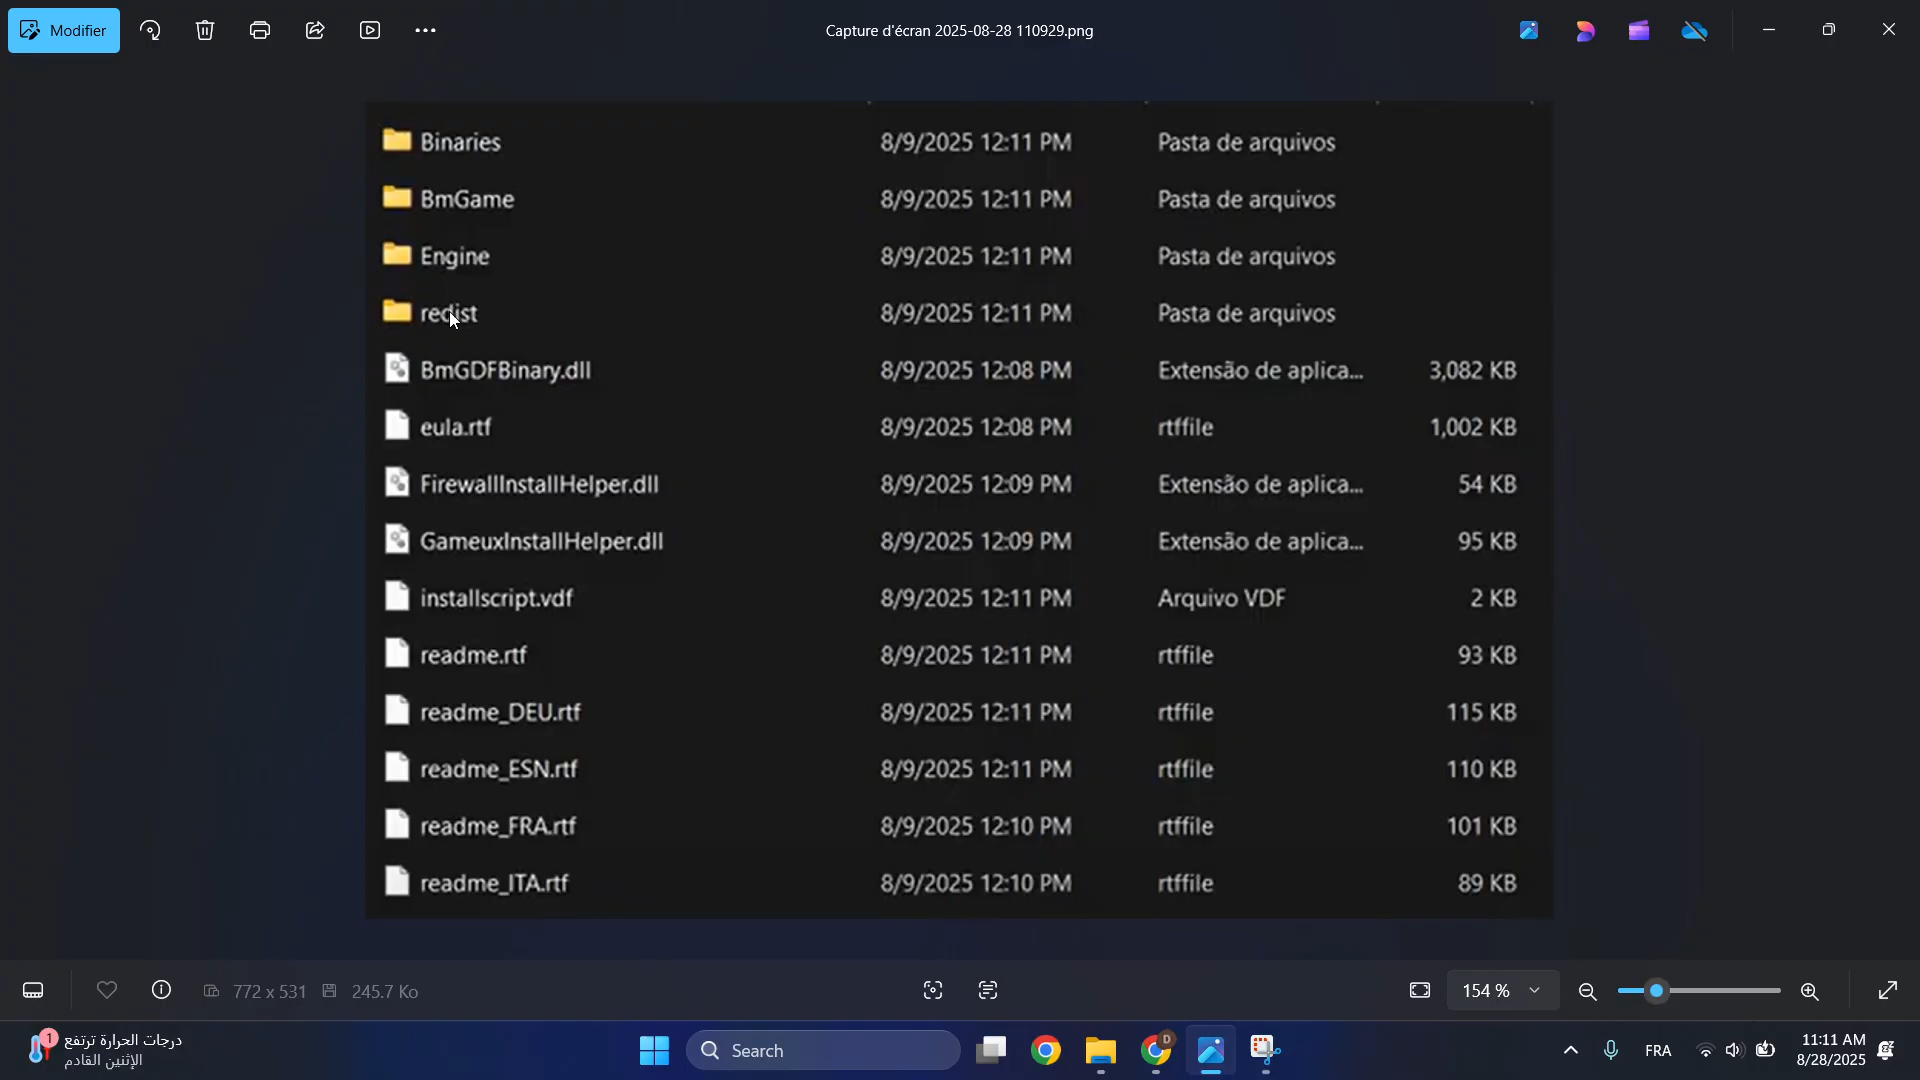 Modifier
Capture d'écran 2025-08-28 110929.png
Binaries 8/9/2025 12:11 PM Pasta de arquivos
BmGame 8/9/2025 12:11 PM Pasta de arquivos
Engine 8/9/2025 12:11 PM Pasta de arquivos
redist 8/9/2025 12:11 PM Pasta de arquivos
BmGDFBinary.dll 8/9/2025 12:08 PM Extensão de aplica... 3,082 KB
eula.rtf 8/9/2025 12:08 PM rtffile 1,002 KB
FirewallInstallHelper.dll 8/9/2025 12:09 PM Extensão de aplica... 54 KB
GameuxInstallHelper.dll 8/9/2025 12:09 PM Extensão de aplica... 95 KB
installscript.vdf 8/9/2025 12:11 PM Arquivo VDF 2 KB
readme.rtf 8/9/2025 12:11 PM rtffile 93 KB
readme_DEU.rtf 8/9/2025 12:11 PM rtffile 115 KB
readme_ESN.rtf 8/9/2025 12:11 PM rtffile 110 KB
readme_FRA.rtf 8/9/2025 12:10 PM rtffile 101 KB
readme_ITA.rtf 8/9/2025 12:10 PM rtffile 89 KB
772 x 531 245.7 Ko
154 %
1
درجات الحرارة ترتفع
الإثنين القادم
Search
D
FRA
11:11 AM
8/28/2025